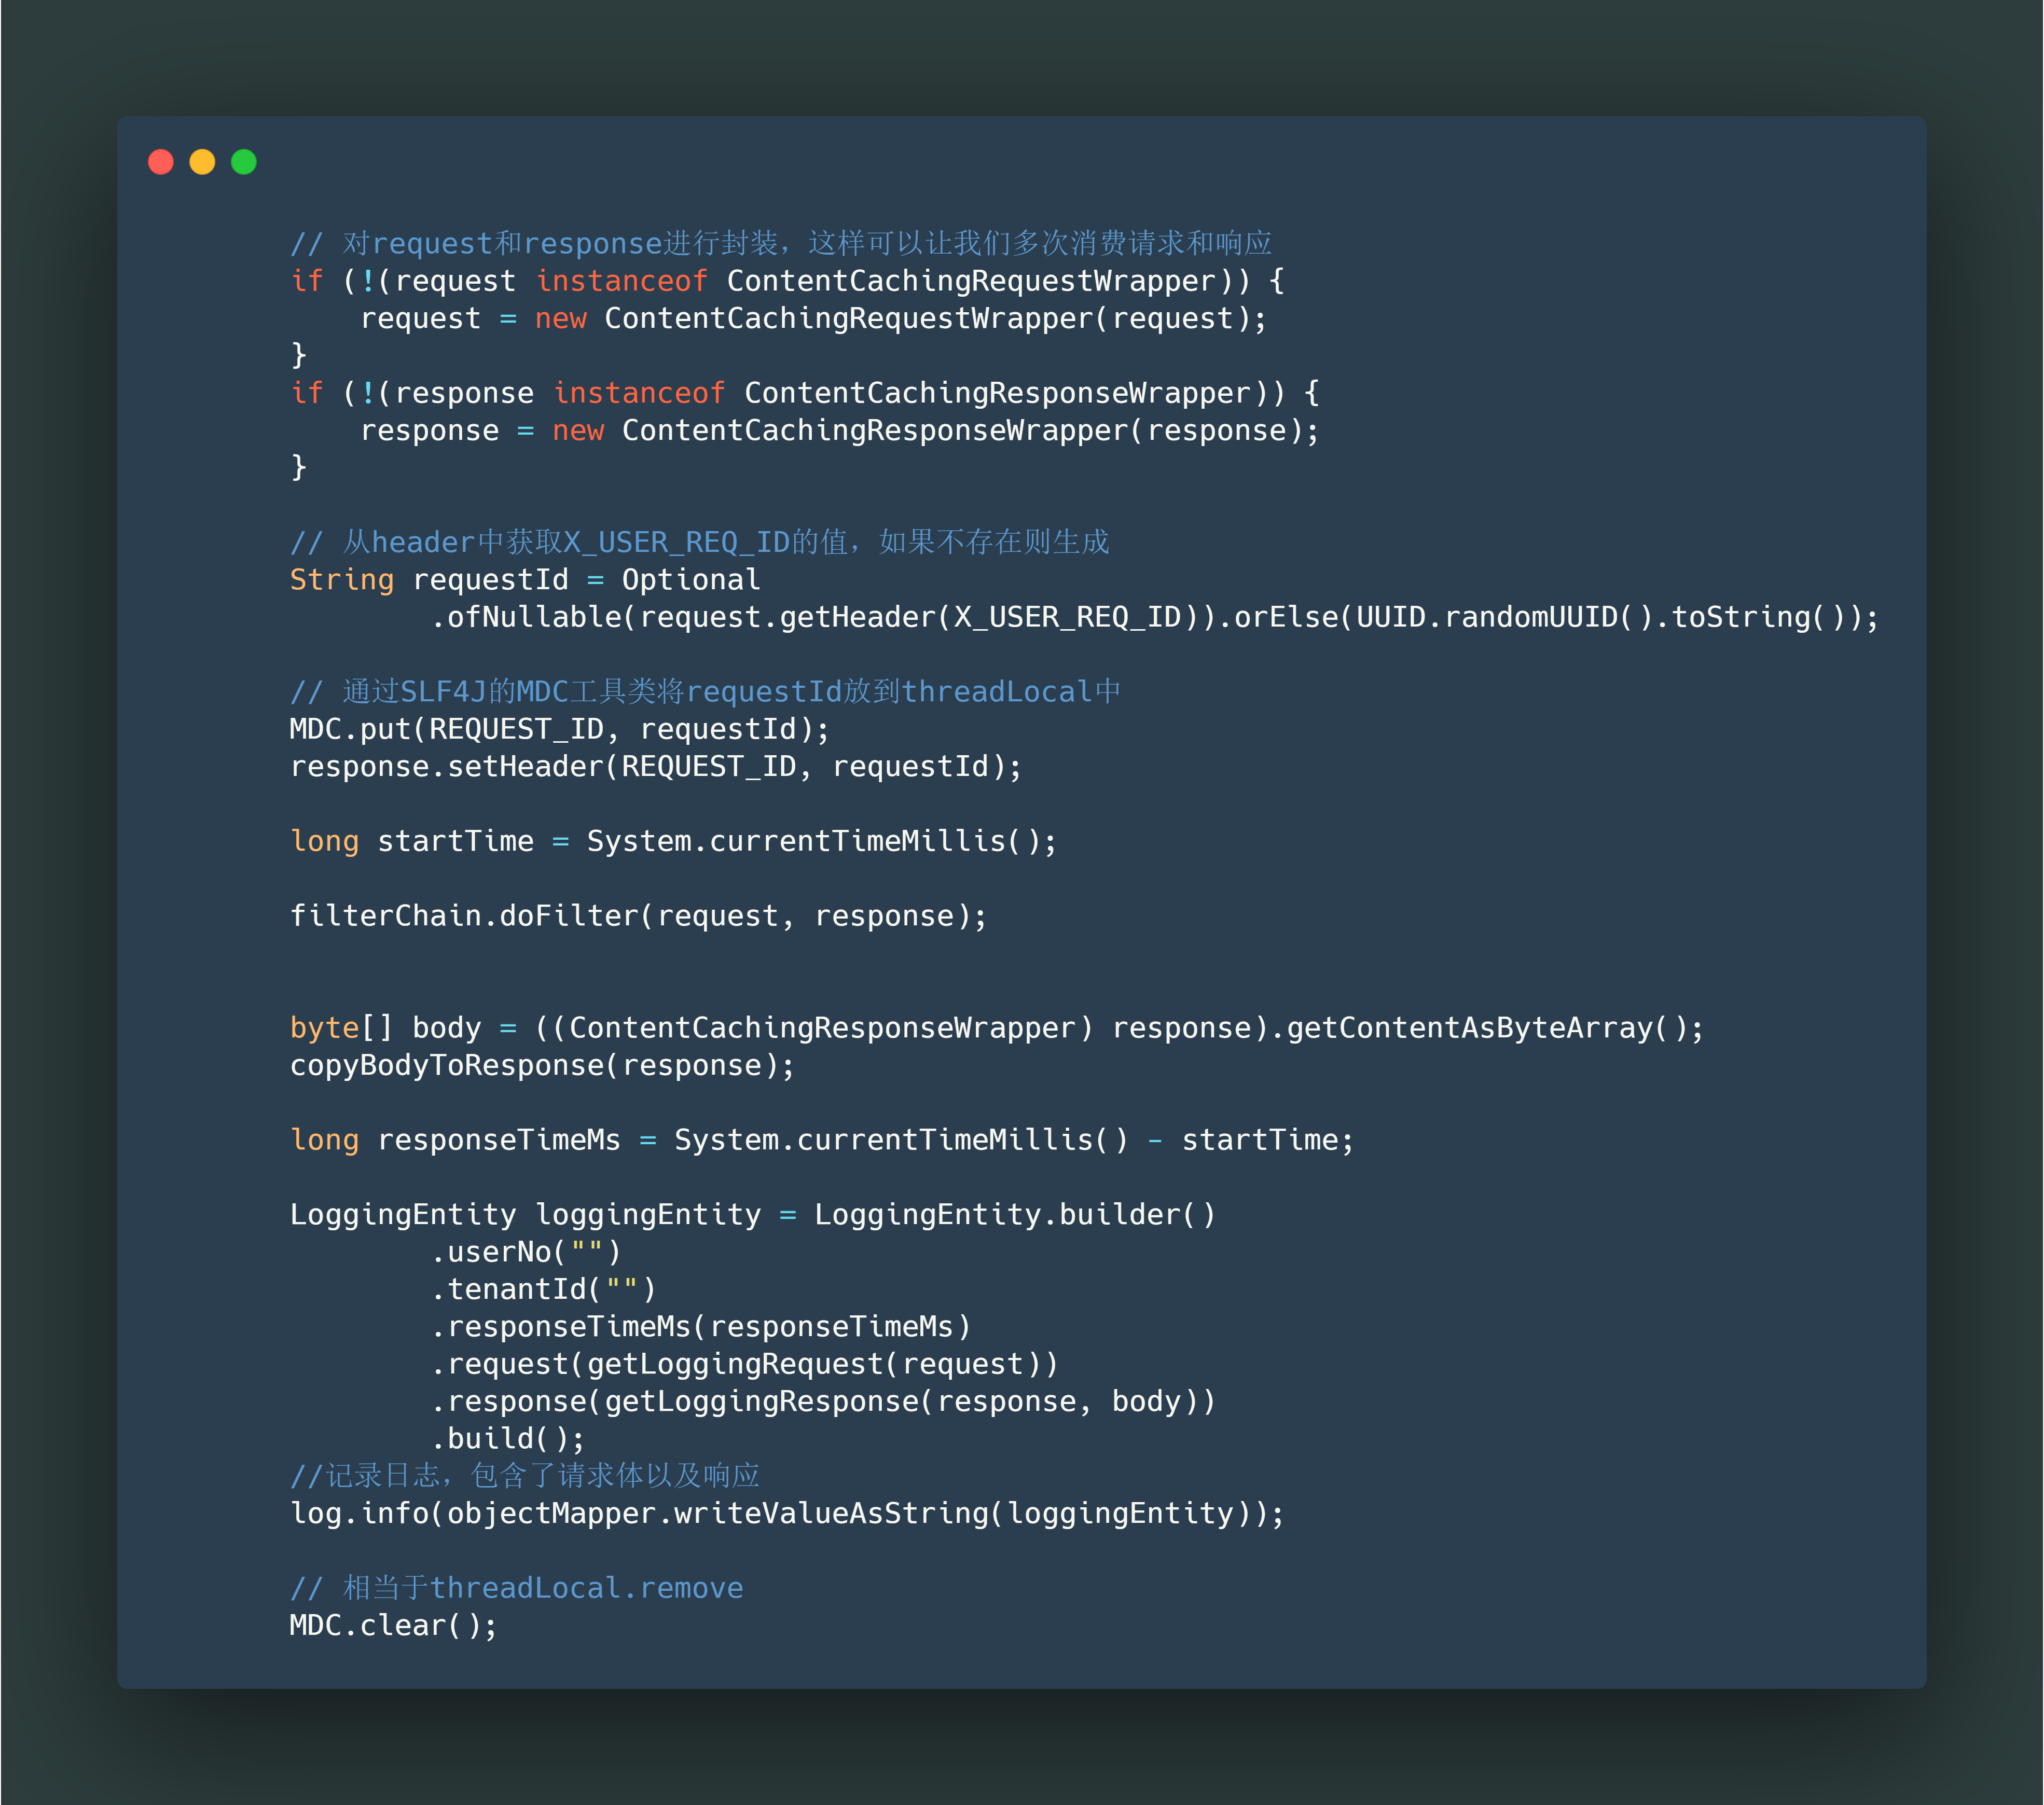 // 对request和response进行封装，这样可以让我们多次消费请求和响应
if (!(request instanceof ContentCachingRequestWrapper)) {
    request = new ContentCachingRequestWrapper(request);
}
if (!(response instanceof ContentCachingResponseWrapper)) {
    response = new ContentCachingResponseWrapper(response);
}
// 从header中获取X_USER_REQ_ID的值，如果不存在则生成
String requestId = Optional
        .ofNullable(request.getHeader(X_USER_REQ_ID)).orElse(UUID.randomUUID().toString());
// 通过SLF4J的MDC工具类将requestId放到threadLocal中
MDC.put(REQUEST_ID, requestId);
response.setHeader(REQUEST_ID, requestId);
long startTime = System.currentTimeMillis();
filterChain.doFilter(request, response);
byte[] body = ((ContentCachingResponseWrapper) response).getContentAsByteArray();
copyBodyToResponse(response);
long responseTimeMs = System.currentTimeMillis() - startTime;
LoggingEntity loggingEntity = LoggingEntity.builder()
        .userNo("")
        .tenantId("")
        .responseTimeMs(responseTimeMs)
        .request(getLoggingRequest(request))
        .response(getLoggingResponse(response, body))
        .build();
//记录日志，包含了请求体以及响应
log.info(objectMapper.writeValueAsString(loggingEntity));
// 相当于threadLocal.remove
MDC.clear();